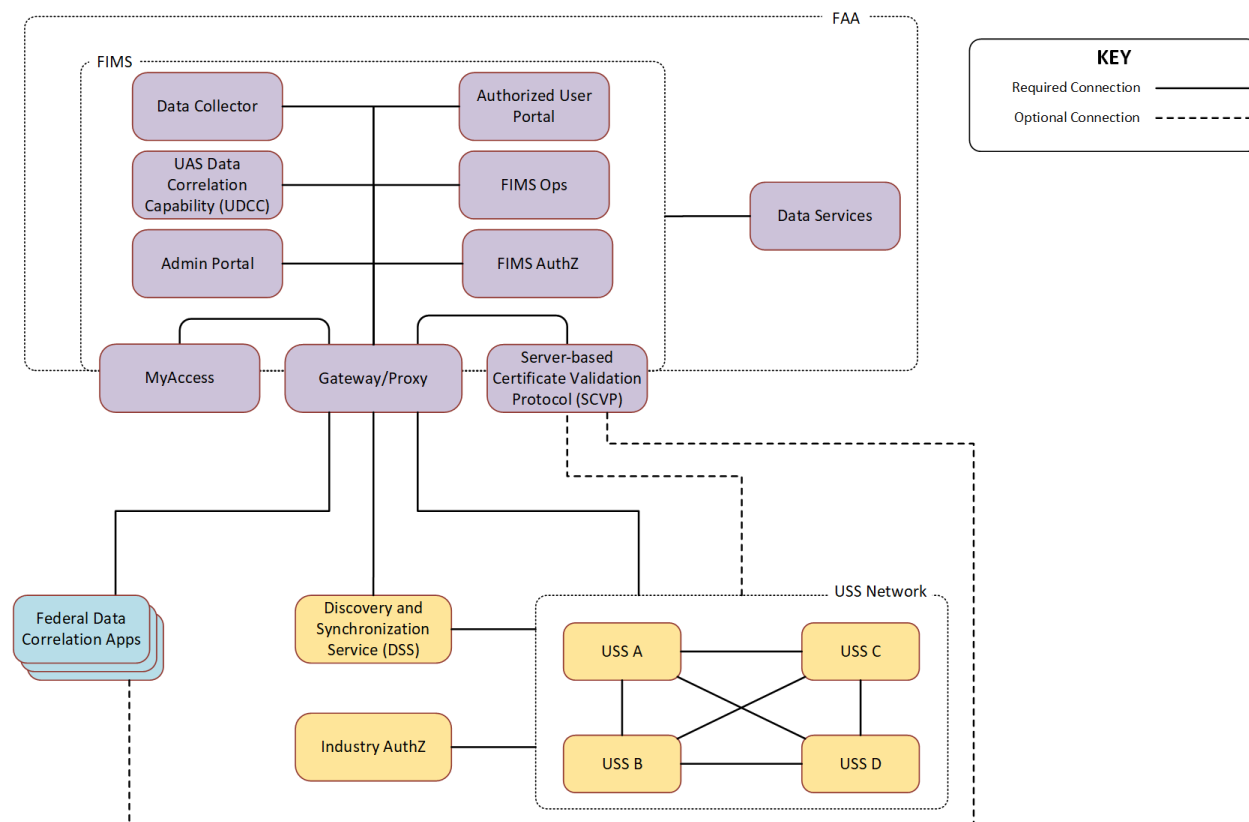 FAA
FIMS
KEY
Required Connection
Optional Connection
Data Collector
Authorized User
Portal
UAS Data
Correlation
Capability (UDCC)
FIMS Ops
Data Services
Admin Portal
FIMS AuthZ
MyAccess
Gateway/Proxy
Server-based
Certificate Validation
Protocol (SCVP)
Federal Data
Correlation Apps
Discovery and
Synchronization
Service (DSS)
USS Network
USS A
USS C
Industry AuthZ
USS B
USS D